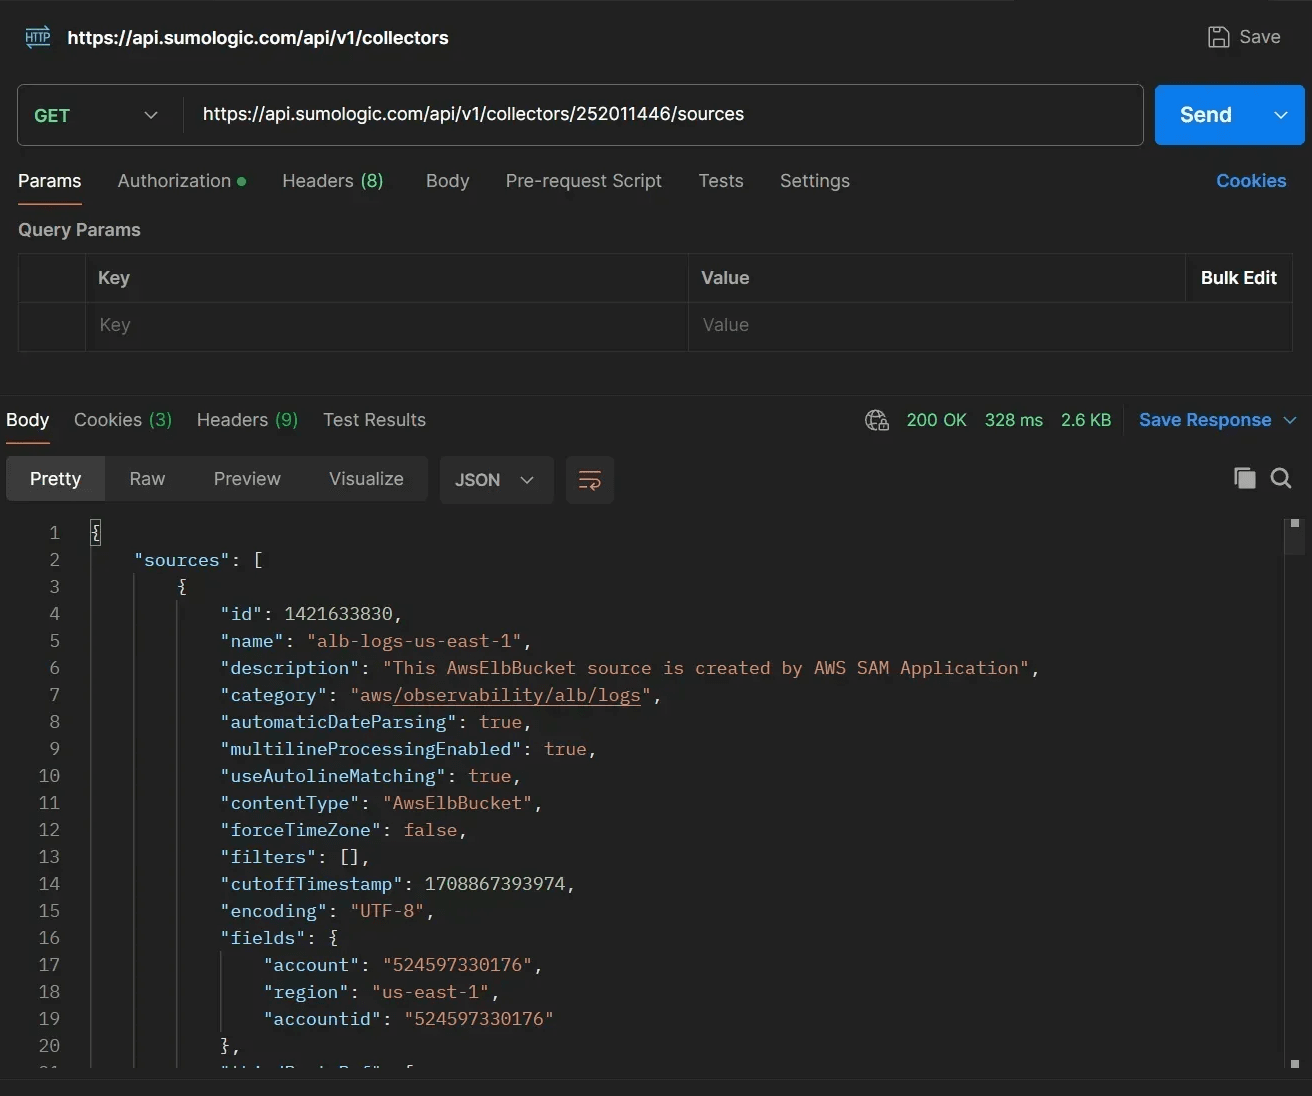 HTTP https://api.sumologic.com/api/v1/collectors Save
GET https://api.sumologic.com/api/v1/collectors/252011446/sources Send
Params Authorization Headers (8) Body Pre-request Script Tests Settings Cookies
Query Params
Key Value Bulk Edit
Key Value
Body Cookies (3) Headers (9) Test Results 200 OK 328 ms 2.6 KB Save Response
Pretty Raw Preview Visualize JSON
1 {
2 "sources": [
3 {
4 "id": 1421633830,
5 "name": "alb-logs-us-east-1",
6 "description": "This AwsElbBucket source is created by AWS SAM Application",
7 "category": "aws/observability/alb/logs",
8 "automaticDateParsing": true,
9 "multilineProcessingEnabled": true,
10 "useAutolineMatching": true,
11 "contentType": "AwsElbBucket",
12 "forceTimeZone": false,
13 "filters": [],
14 "cutoffTimestamp": 1708867393974,
15 "encoding": "UTF-8",
16 "fields": {
17 "account": "524597330176",
18 "region": "us-east-1",
19 "accountid": "524597330176"
20 },